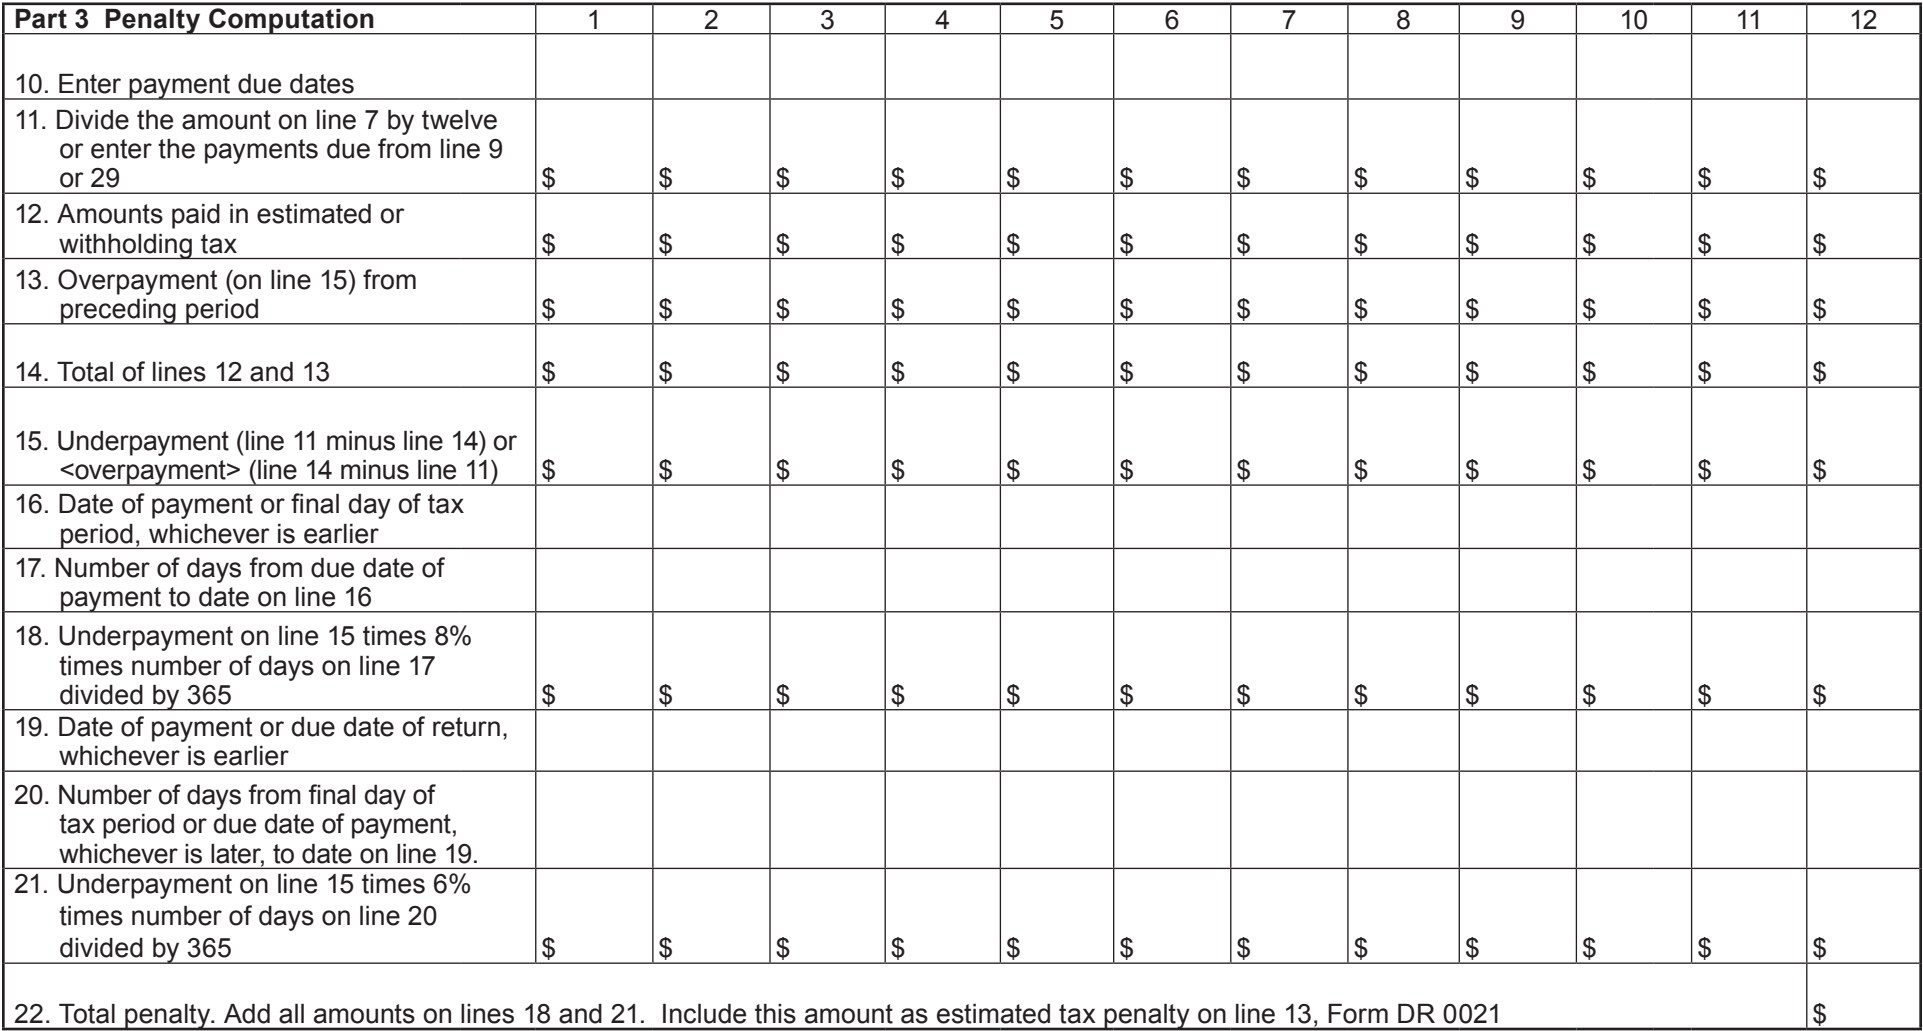 Part 3  Penalty Computation 1 2 3 4 5 6 7 8 9 10 11 12
10. Enter payment due dates
11. Divide the amount on line 7 by twelve
or enter the payments due from line 9
or 29 $ $ $ $ $ $ $ $ $ $ $ $
12. Amounts paid in estimated or
withholding tax $ $ $ $ $ $ $ $ $ $ $ $
13. Overpayment (on line 15) from
preceding period $ $ $ $ $ $ $ $ $ $ $ $
14. Total of lines 12 and 13 $ $ $ $ $ $ $ $ $ $ $ $
15. Underpayment (line 11 minus line 14) or
<overpayment> (line 14 minus line 11) $ $ $ $ $ $ $ $ $ $ $ $
16. Date of payment or final day of tax
period, whichever is earlier
17. Number of days from due date of
payment to date on line 16
18. Underpayment on line 15 times 8%
times number of days on line 17
divided by 365 $ $ $ $ $ $ $ $ $ $ $ $
19. Date of payment or due date of return,
whichever is earlier
20. Number of days from final day of
tax period or due date of payment,
whichever is later, to date on line 19.
21. Underpayment on line 15 times 6%
times number of days on line 20
divided by 365 $ $ $ $ $ $ $ $ $ $ $ $
22. Total penalty. Add all amounts on lines 18 and 21.  Include this amount as estimated tax penalty on line 13, Form DR 0021 $